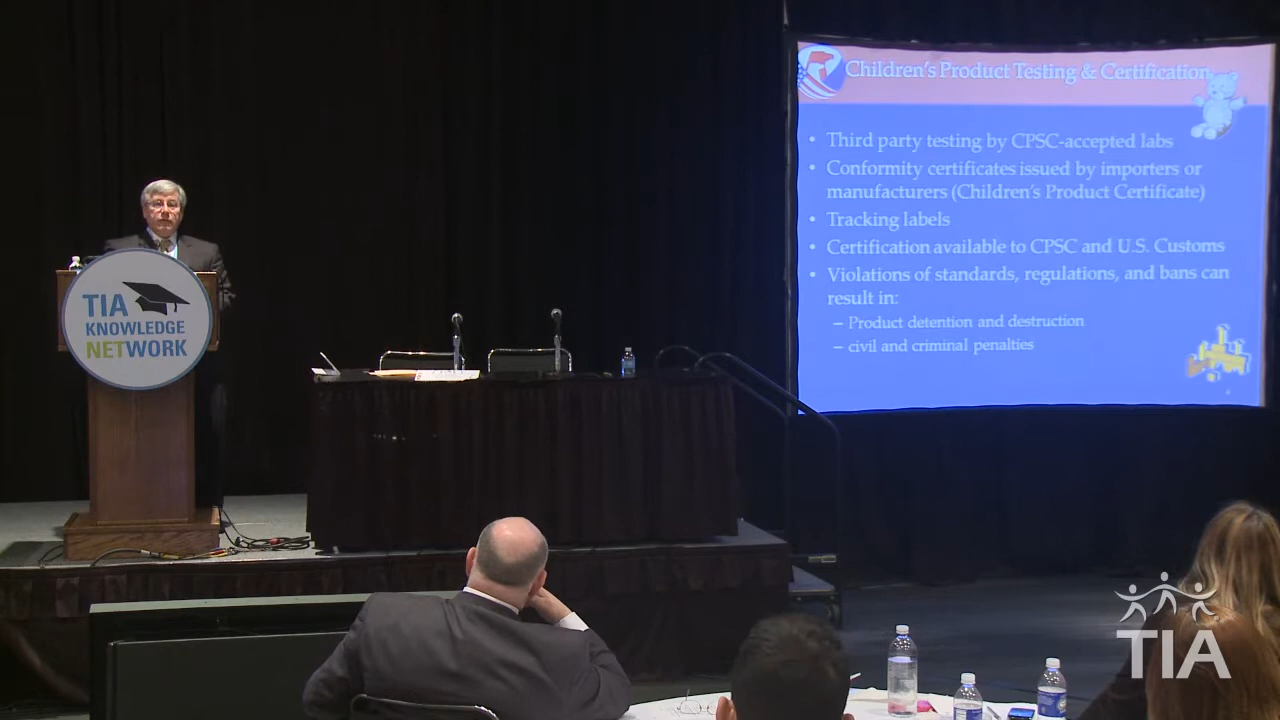 Children's Product Testing & Certification
• Third party testing by CPSC-accepted labs
• Conformity certificates issued by importers or
manufacturers (Children's Product Certificate)
• Tracking labels
• Certification available to CPSC and U.S. Customs
• Violations of standards, regulations, and bans can
result in:
– Product detention and destruction
– civil and criminal penalties
TIA
KNOWLEDGE
NETWORK
TIA